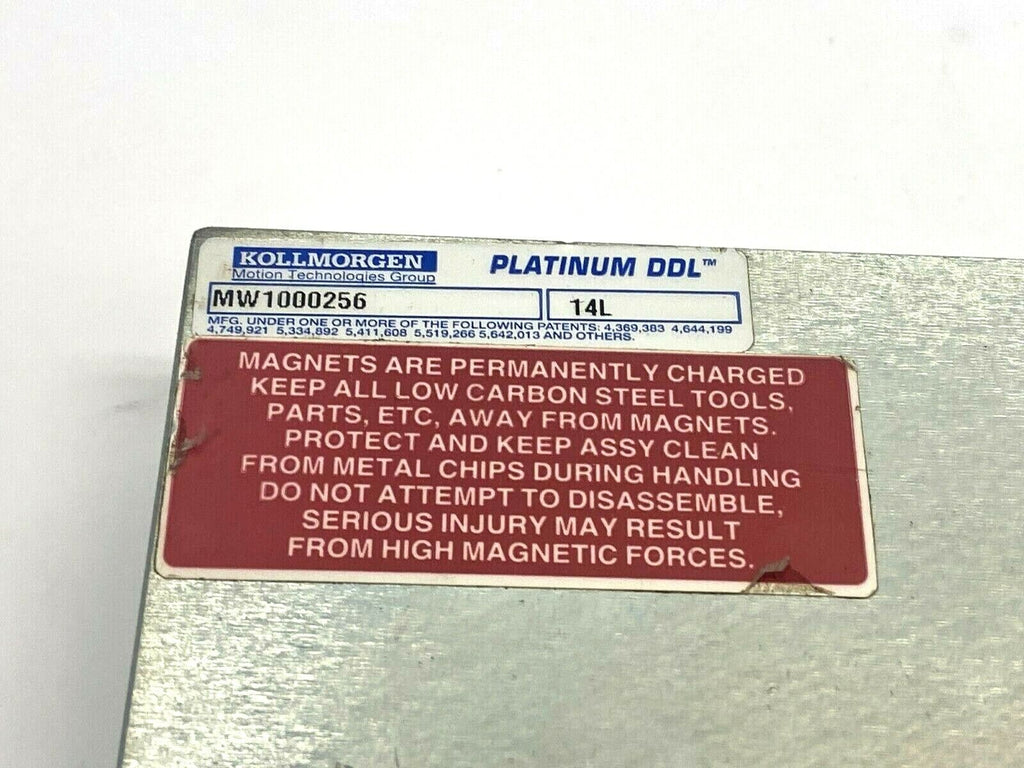 KOLLMORGEN PLATINUM DDL™
Motion Technologies Group
MW1000256 14L
MFG. UNDER ONE OR MORE OF THE FOLLOWING PATENTS: 4,369,383 4,644,199
4,749,921 5,334,892 5,411,608 5,519,266 5,642,013 AND OTHERS.
MAGNETS ARE PERMANENTLY CHARGED
KEEP ALL LOW CARBON STEEL TOOLS,
PARTS, ETC, AWAY FROM MAGNETS.
PROTECT AND KEEP ASSY CLEAN
FROM METAL CHIPS DURING HANDLING
DO NOT ATTEMPT TO DISASSEMBLE,
SERIOUS INJURY MAY RESULT
FROM HIGH MAGNETIC FORCES.